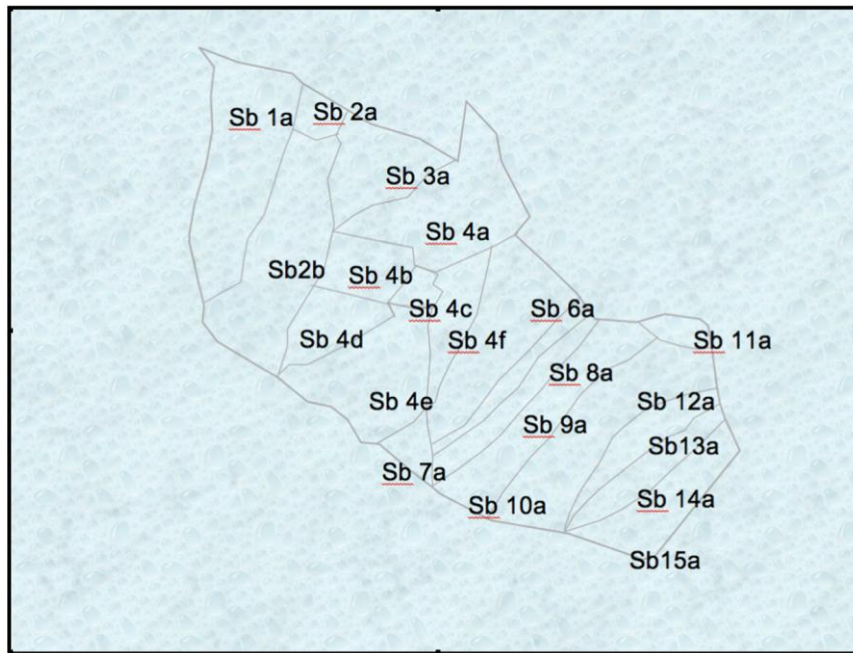 Sb 1a
Sb 2a
Sb 3a
Sb 4a
Sb2b
Sb 4b
Sb 4c
Sb 6a
Sb 4d
Sb 4f
Sb 11a
Sb 8a
Sb 4e
Sb 12a
Sb 9a
Sb13a
Sb 7a
Sb 10a
Sb 14a
Sb15a